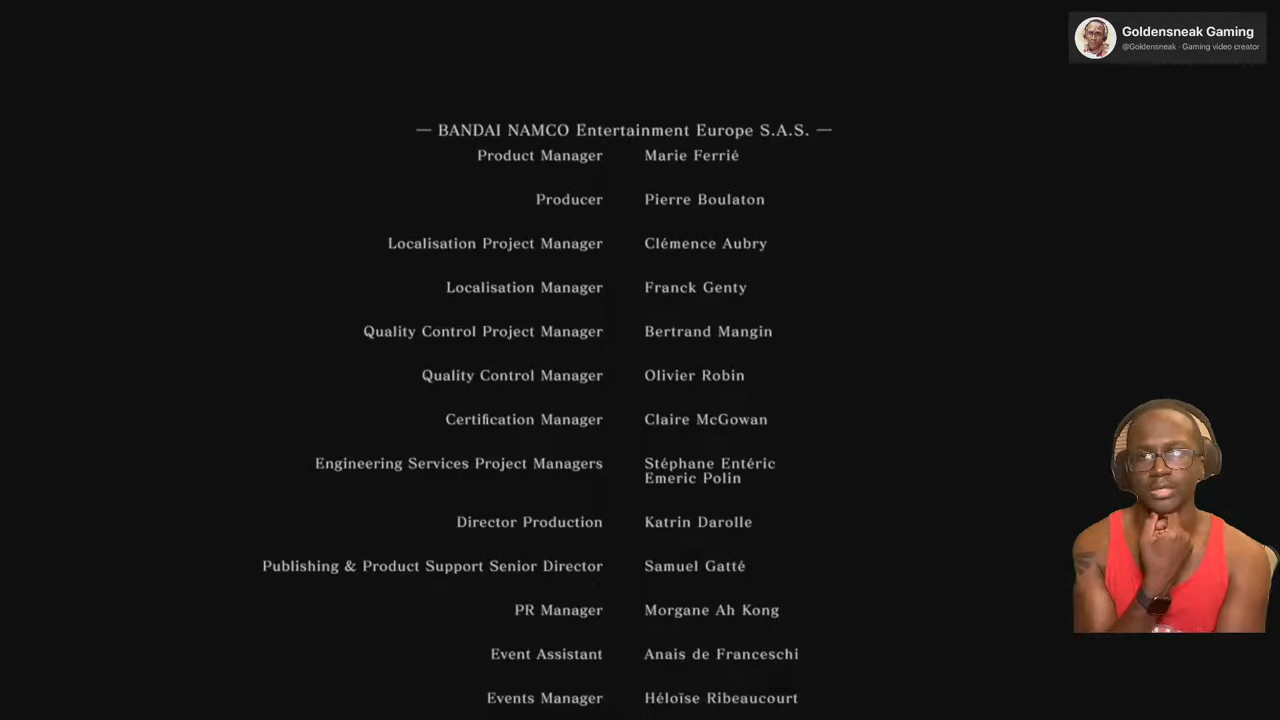 Goldensneak Gaming
@Goldensneak · Gaming video creator
— BANDAI NAMCO Entertainment Europe S.A.S. —
Product Manager Marie Ferrié
Producer Pierre Boulaton
Localisation Project Manager Clémence Aubry
Localisation Manager Franck Genty
Quality Control Project Manager Bertrand Mangin
Quality Control Manager Olivier Robin
Certification Manager Claire McGowan
Engineering Services Project Managers Stéphane Entéric
Emeric Polin
Director Production Katrin Darolle
Publishing & Product Support Senior Director Samuel Gatté
PR Manager Morgane Ah Kong
Event Assistant Anais de Franceschi
Events Manager Héloïse Ribeaucourt